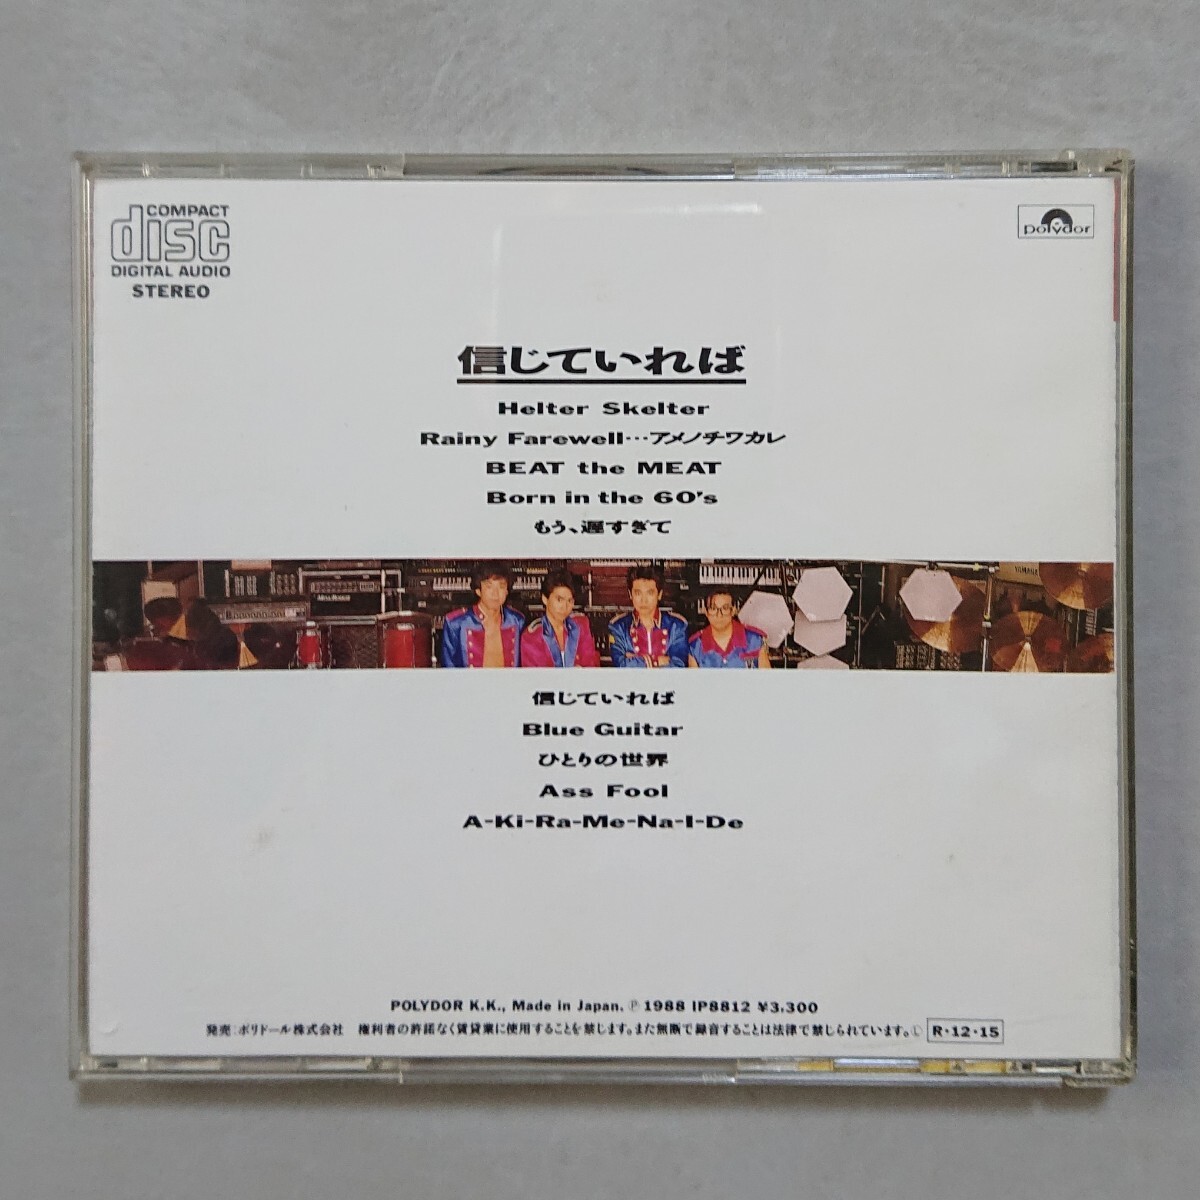 COMPACT
disc
DIGITAL AUDIO
STEREO
polydor
信じていれば
Helter Skelter
Rainy Farewell…アメノチワカレ
BEAT the MEAT
Born in the 60's
もう、遅すぎて
YAMAHA
信じていれば
Blue Guitar
ひとりの世界
Ass Fool
A-Ki-Ra-Me-Na-I-De
POLYDOR K.K., Made in Japan. Ⓟ 1988 IP8812 ¥3,300
発売:ポリドール株式会社 権利者の許諾なく賃貸業に使用することを禁じます。また無断で録音することは法律で禁じられています。Ⓛ R・12・15